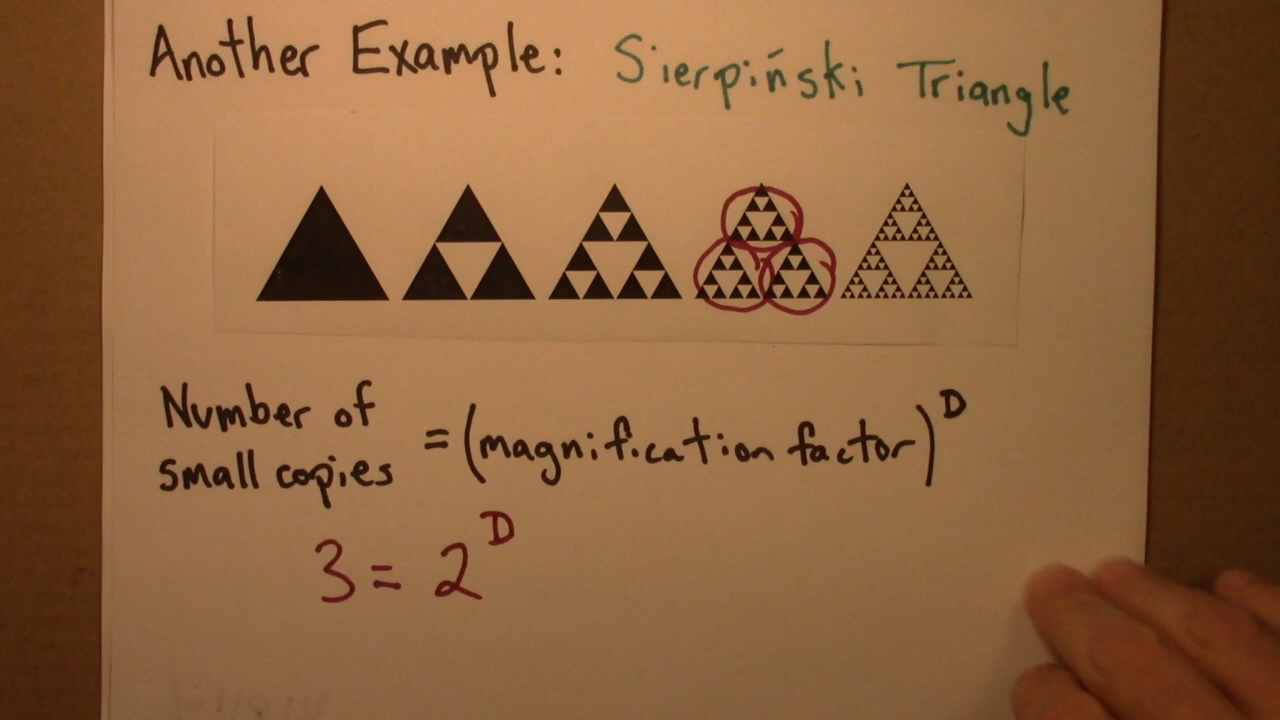 Another Example: Sierpiński Triangle
Number of
small copies = (magnification factor)^D
3 = 2^D